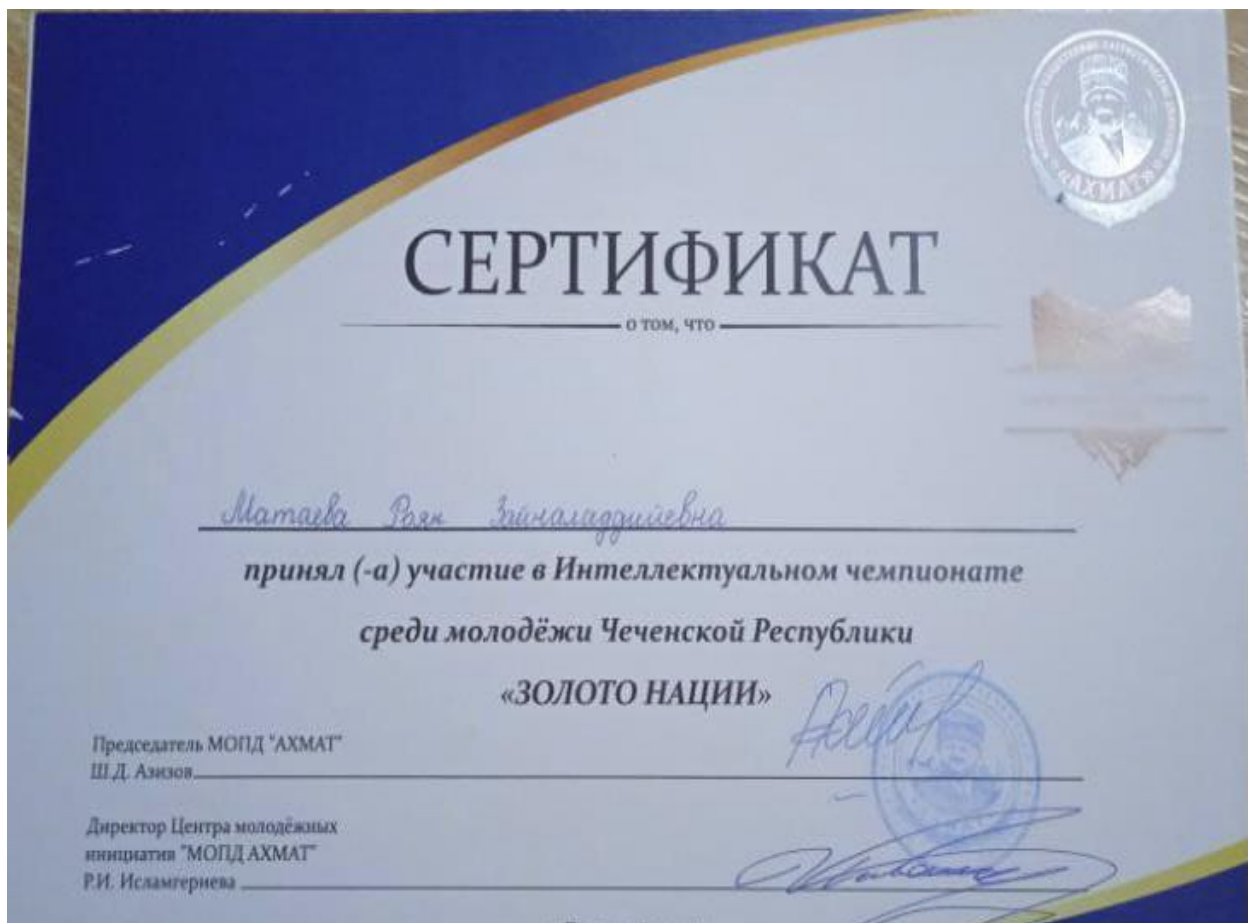 «АХМАТ»
СЕРТИФИКАТ
о том, что
Матаева Раян Зайналаддиевна
принял (-а) участие в Интеллектуальном чемпионате
среди молодёжи Чеченской Республики
«ЗОЛОТО НАЦИИ»
Председатель МОПД "АХМАТ"
Ш.Д. Азизов
Директор Центра молодёжных
инициатив "МОПД АХМАТ"
Р.И. Исламгериева